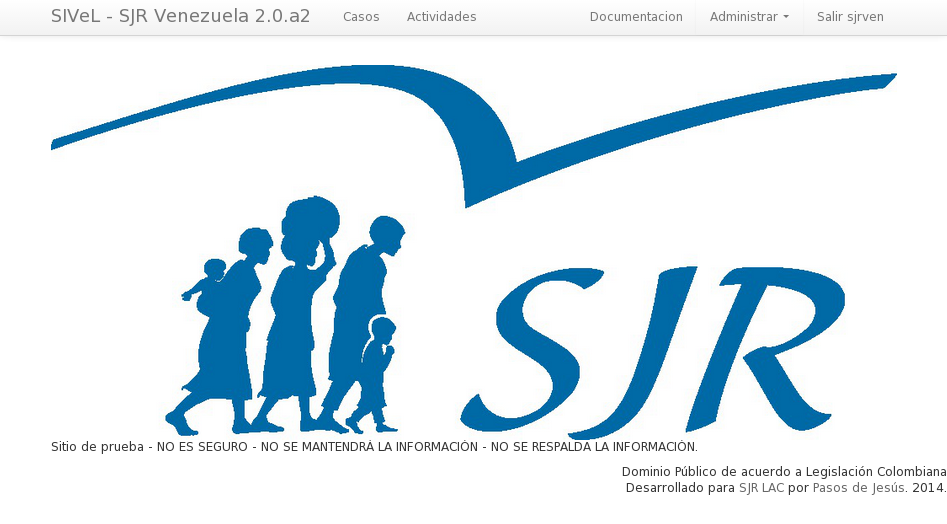 SIVeL - SJR Venezuela 2.0.a2 Casos Actividades Documentacion Administrar Salir sjrven
SJR
Sitio de prueba - NO ES SEGURO - NO SE MANTENDRÁ LA INFORMACIÓN - NO SE RESPALDA LA INFORMACIÓN.
Dominio Público de acuerdo a Legislación Colombiana
Desarrollado para SJR LAC por Pasos de Jesús. 2014.